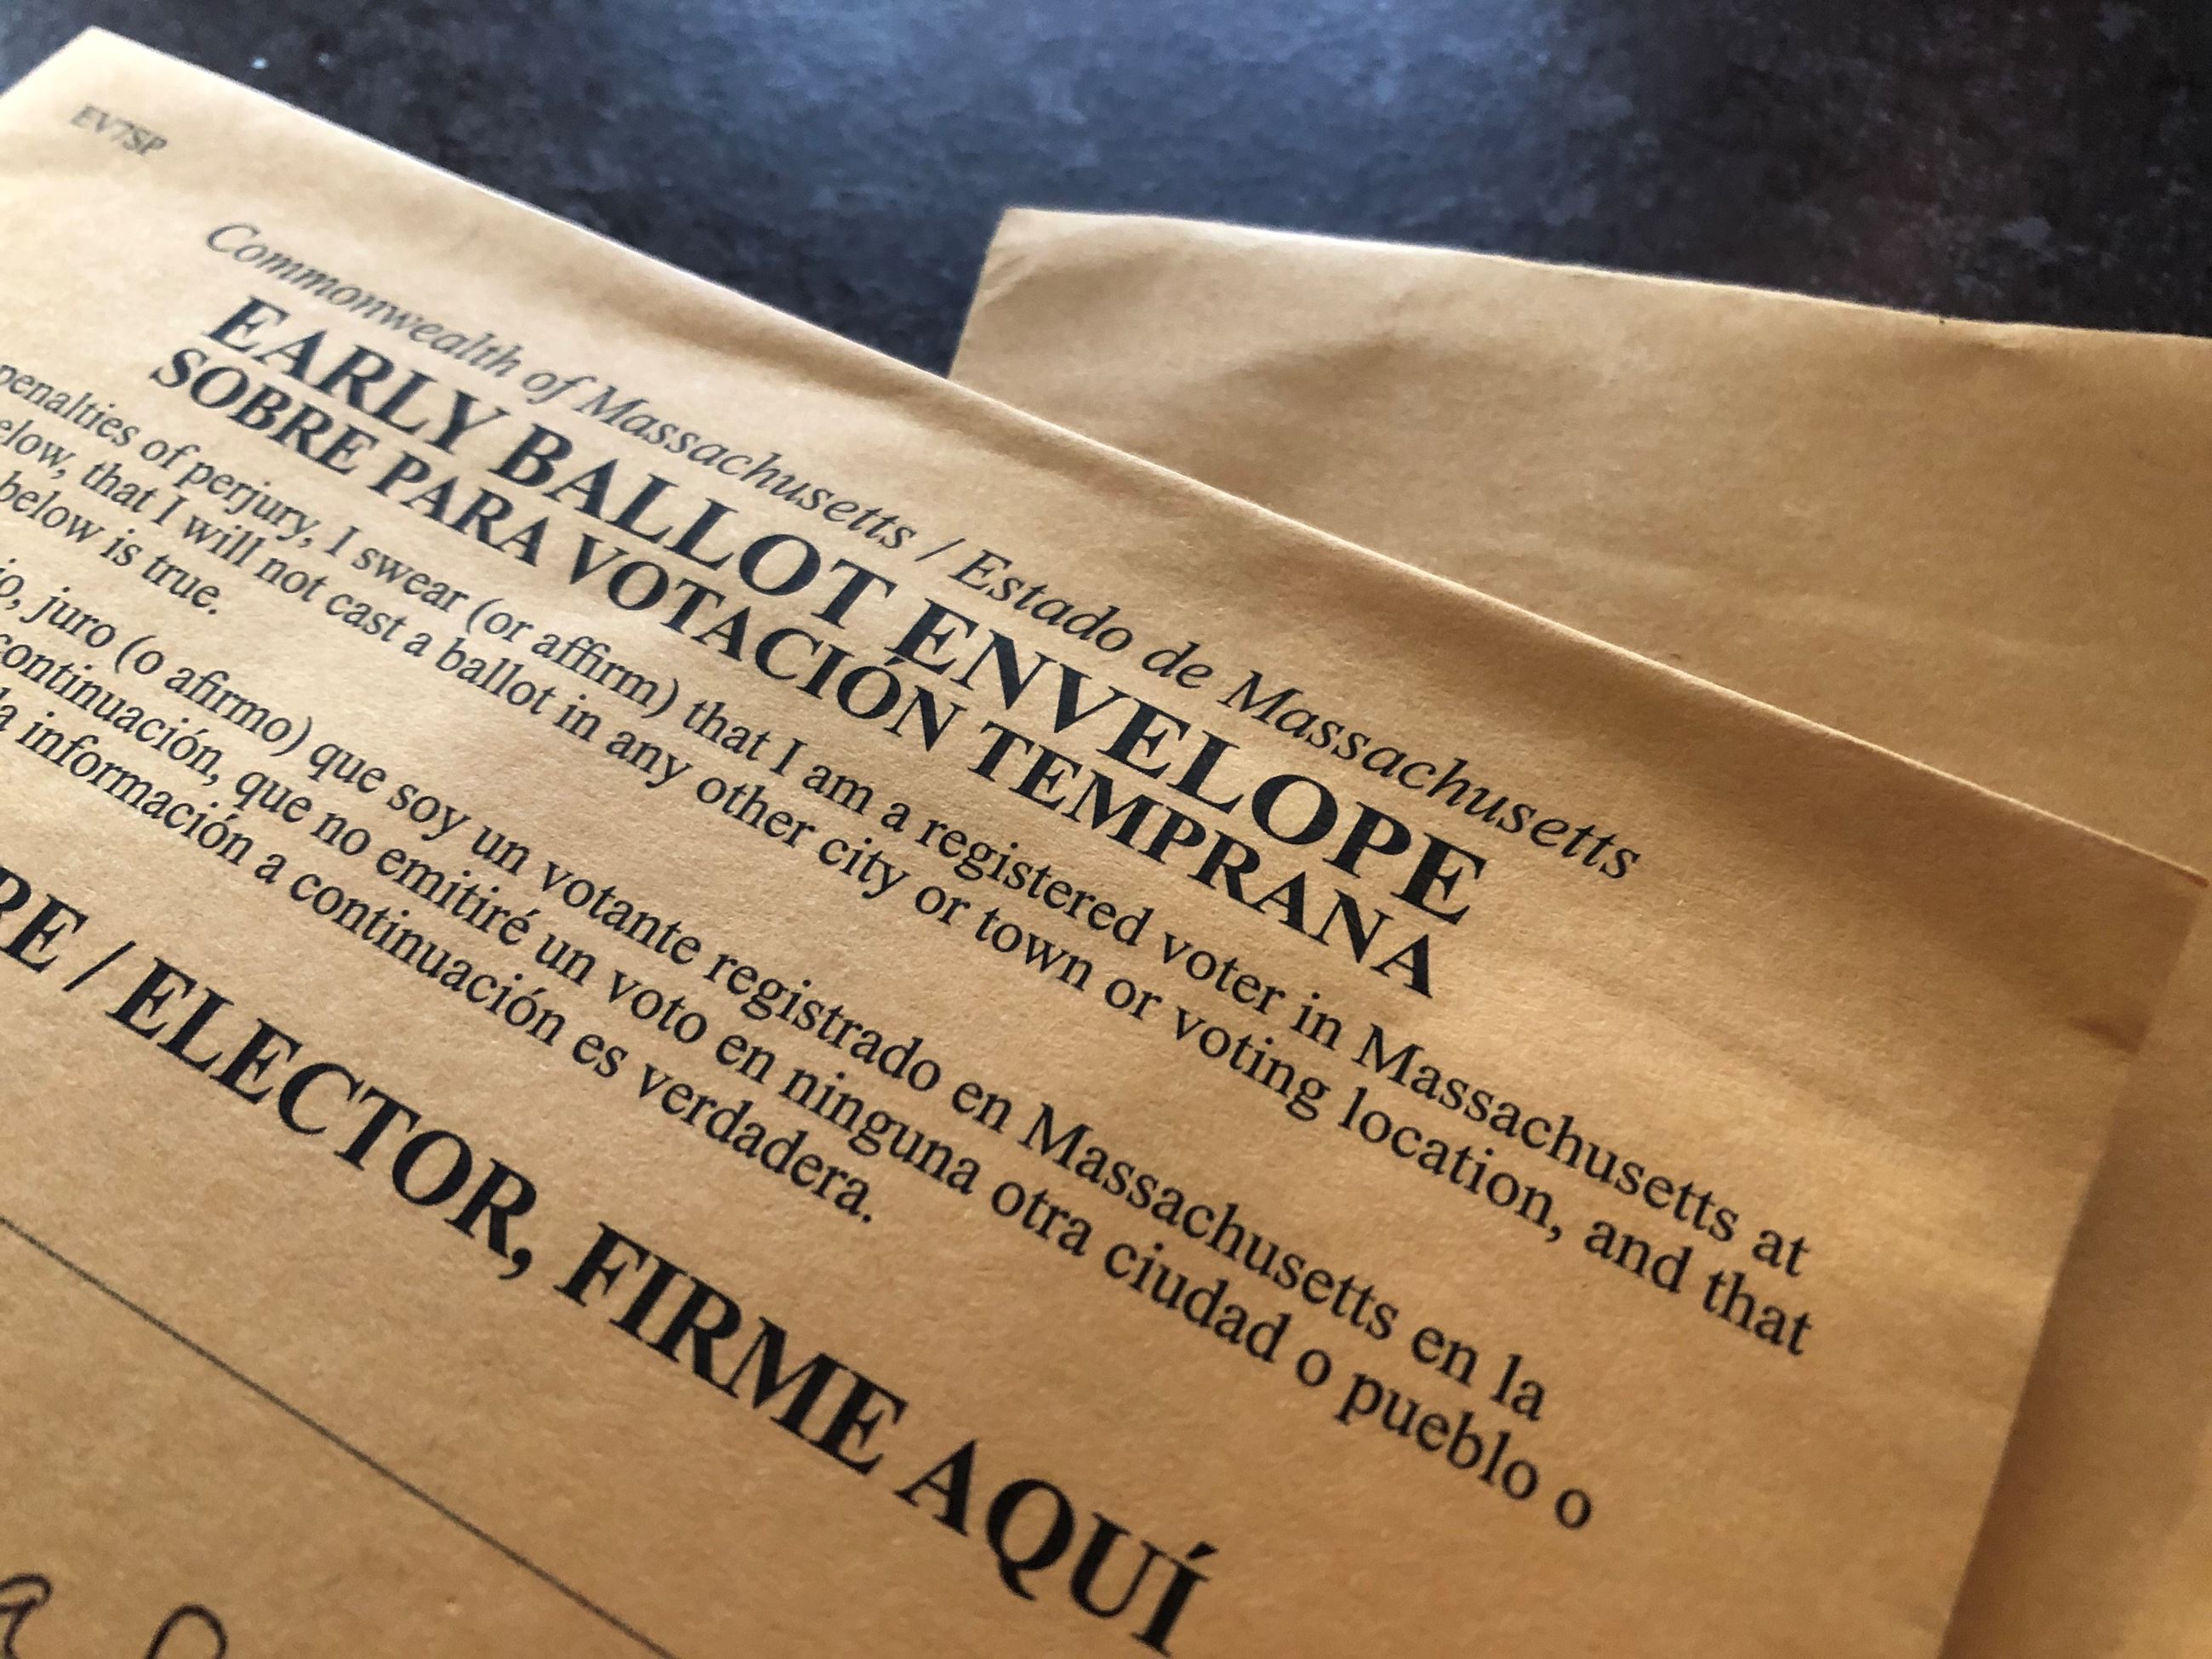 EV7SP
Commonwealth of Massachusetts / Estado de Massachusetts
EARLY BALLOT ENVELOPE
SOBRE PARA VOTACIÓN TEMPRANA
penalties of perjury, I swear (or affirm) that I am a registered voter in Massachusetts at
that I will not cast a ballot in any other city or town or voting location, and that
below is true.
juro (o afirmo) que soy un votante registrado en Massachusetts en la
continuación, que no emitiré un voto en ninguna otra ciudad o pueblo o
información a continuación es verdadera.
/ ELECTOR, FIRME AQUÍ